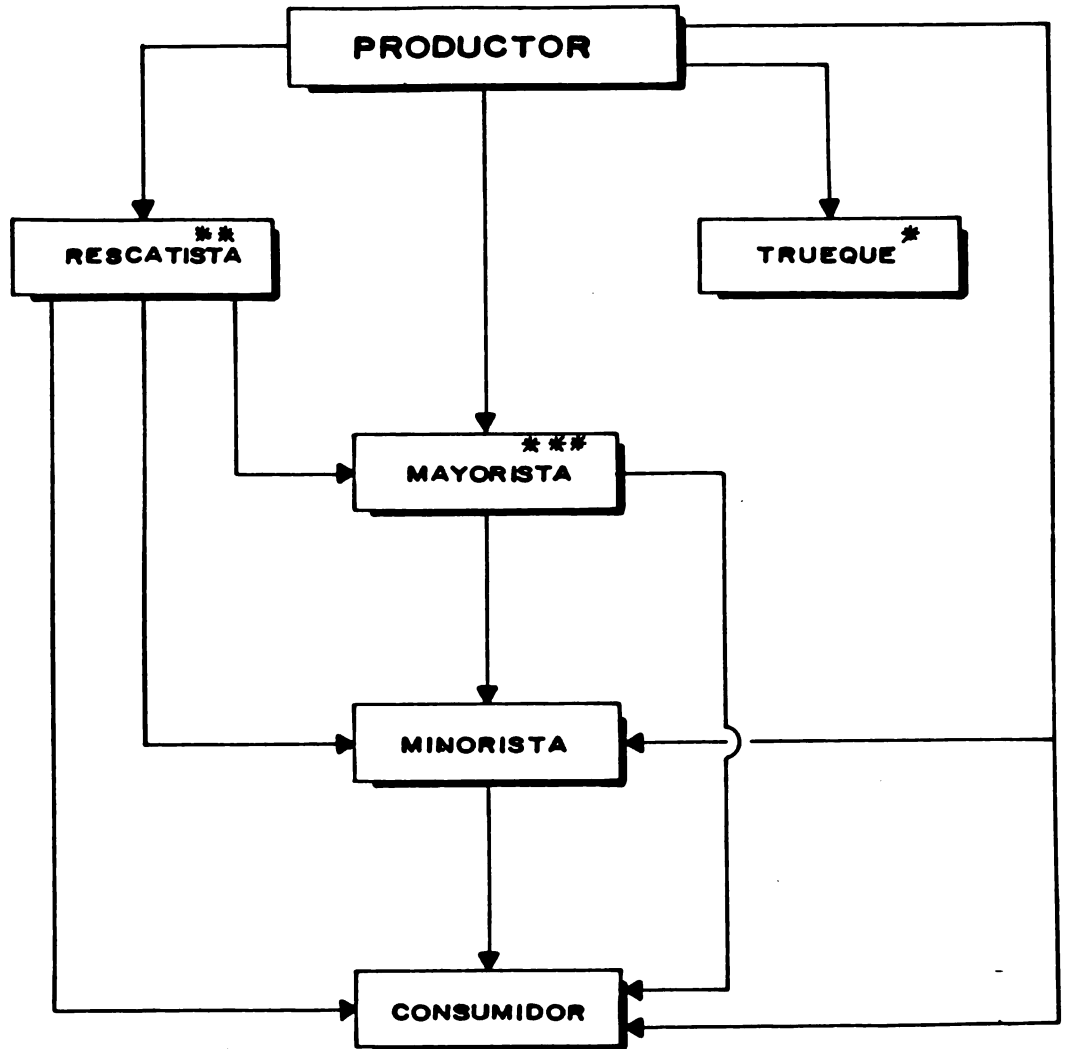 PRODUCTOR
RESCATISTA **
TRUEQUE *
MAYORISTA ***
MINORISTA
CONSUMIDOR